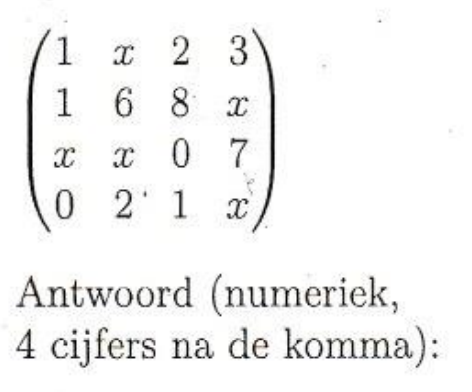 1 x 2 3
1 6 8 x
x x 0 7
0 2 1 x
Antwoord (numeriek,
4 cijfers na de komma):